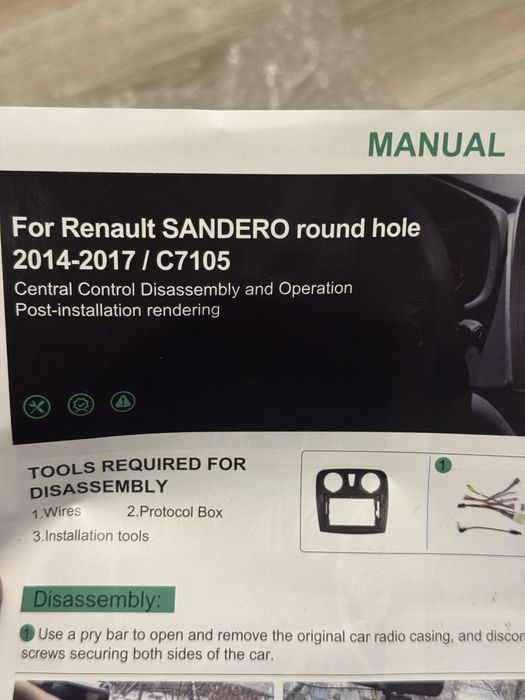 MANUAL
For Renault SANDERO round hole
2014-2017 / C7105
Central Control Disassembly and Operation
Post-installation rendering
TOOLS REQUIRED FOR
DISASSEMBLY
1.Wires 2.Protocol Box
3.Installation tools
1
Disassembly:
1 Use a pry bar to open and remove the original car radio casing, and
screws securing both sides of the car.